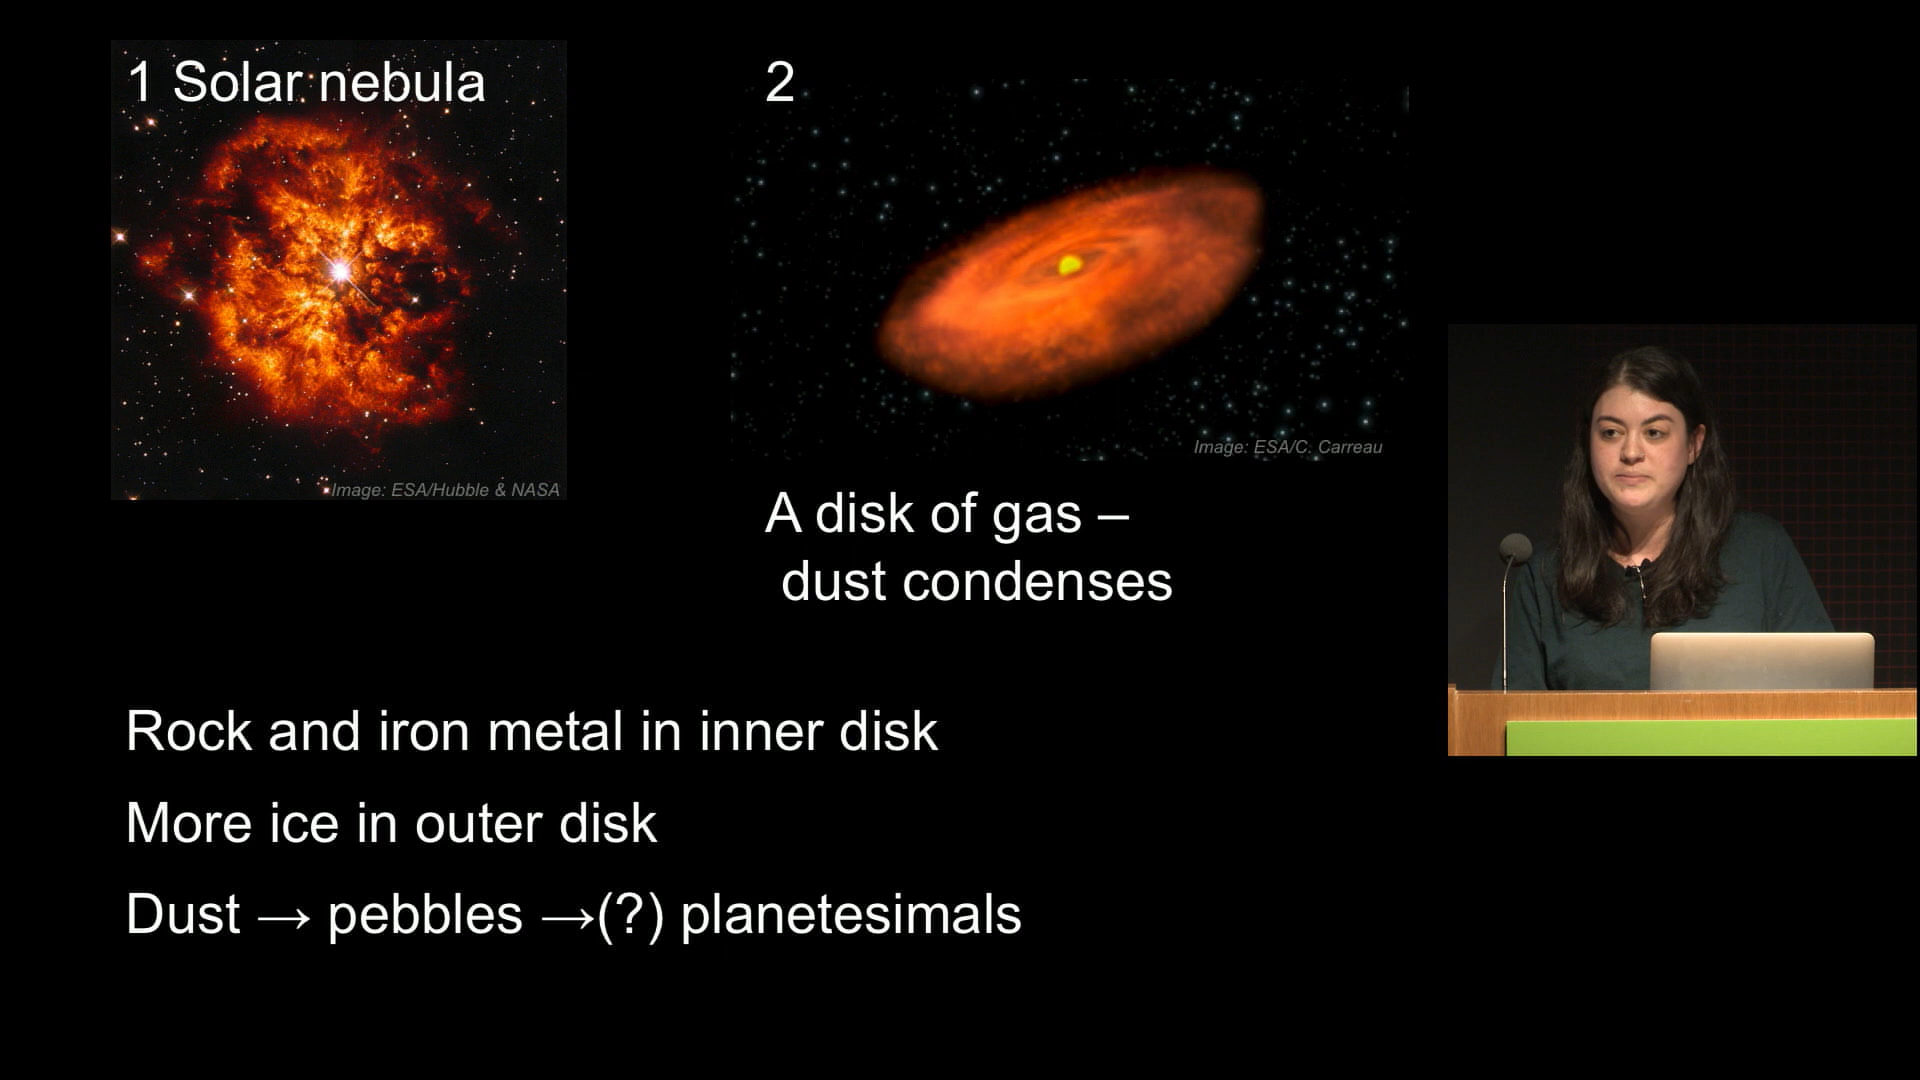 1 Solar nebula
Image: ESA/Hubble & NASA
2
Image: ESA/C. Carreau
A disk of gas –
dust condenses
Rock and iron metal in inner disk
More ice in outer disk
Dust → pebbles →(?) planetesimals